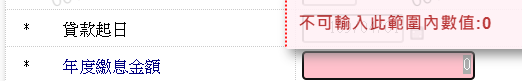 不可輸入此範圍內數值:0
* 貸款起日
* 年度繳息金額 0